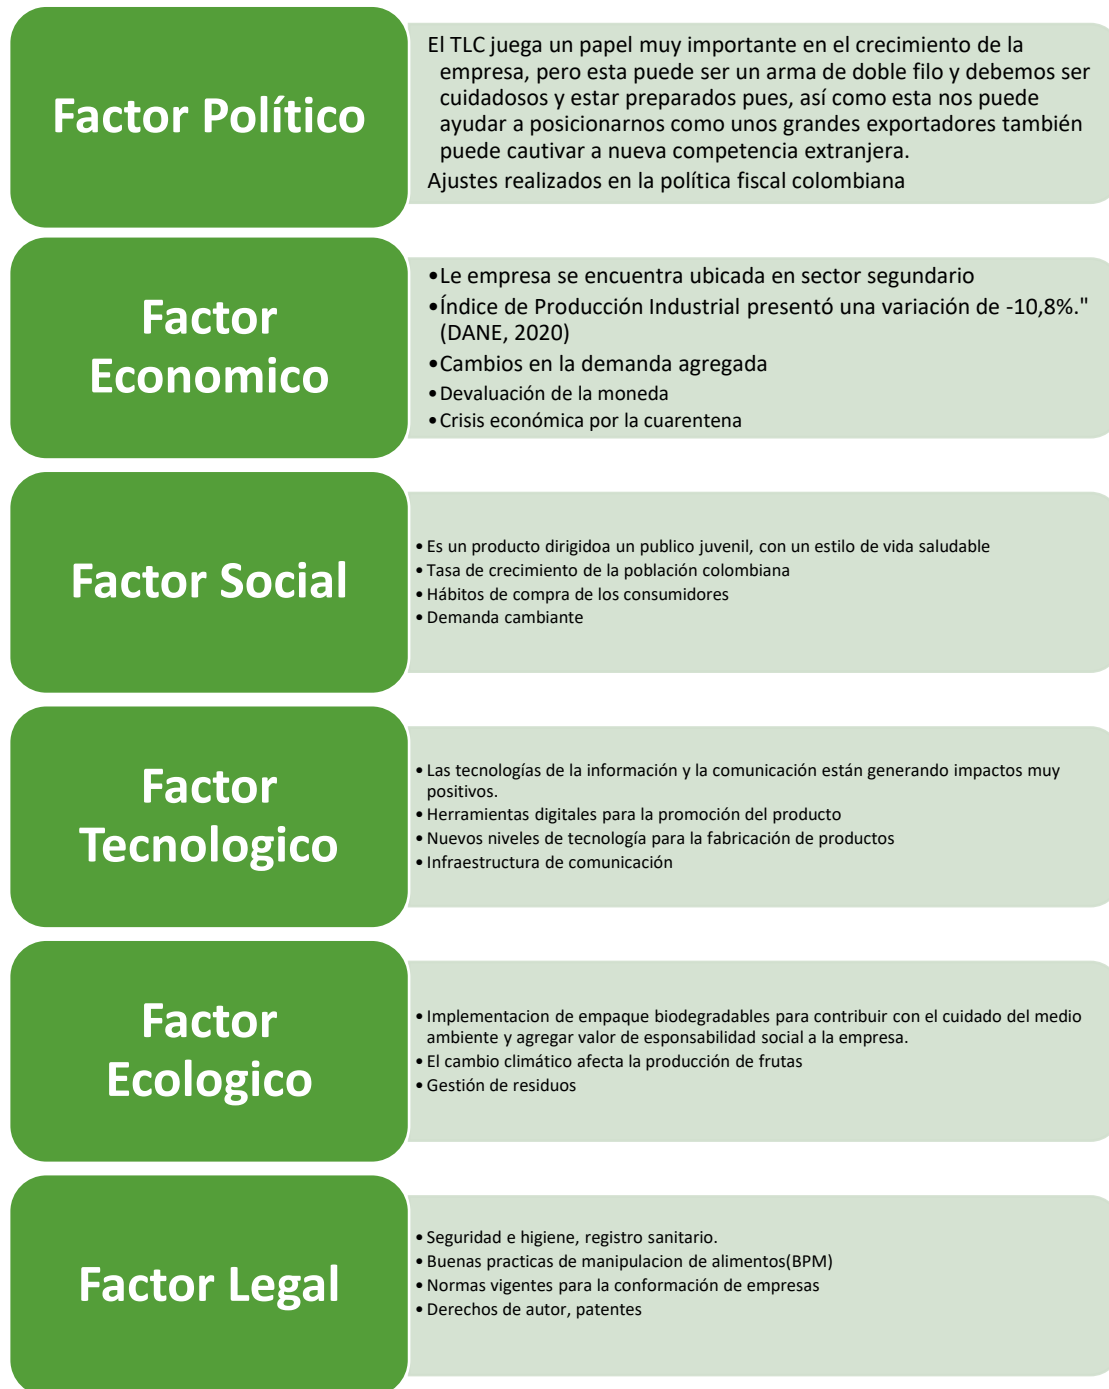 Factor Político
El TLC juega un papel muy importante en el crecimiento de la
empresa, pero esta puede ser un arma de doble filo y debemos ser
cuidadosos y estar preparados pues, así como esta nos puede
ayudar a posicionarnos como unos grandes exportadores también
puede cautivar a nueva competencia extranjera.
Ajustes realizados en la política fiscal colombiana
Factor
Economico
•Le empresa se encuentra ubicada en sector segundario
•Índice de Producción Industrial presentó una variación de -10,8%."
(DANE, 2020)
•Cambios en la demanda agregada
•Devaluación de la moneda
•Crisis económica por la cuarentena
Factor Social
•Es un producto dirigidoa un publico juvenil, con un estilo de vida saludable
•Tasa de crecimiento de la población colombiana
•Hábitos de compra de los consumidores
•Demanda cambiante
Factor
Tecnologico
•Las tecnologías de la información y la comunicación están generando impactos muy
positivos.
•Herramientas digitales para la promoción del producto
•Nuevos niveles de tecnología para la fabricación de productos
•Infraestructura de comunicación
Factor
Ecologico
•Implementacion de empaque biodegradables para contribuir con el cuidado del medio
ambiente y agregar valor de esponsabilidad social a la empresa.
•El cambio climático afecta la producción de frutas
•Gestión de residuos
Factor Legal
•Seguridad e higiene, registro sanitario.
•Buenas practicas de manipulacion de alimentos(BPM)
•Normas vigentes para la conformación de empresas
•Derechos de autor, patentes